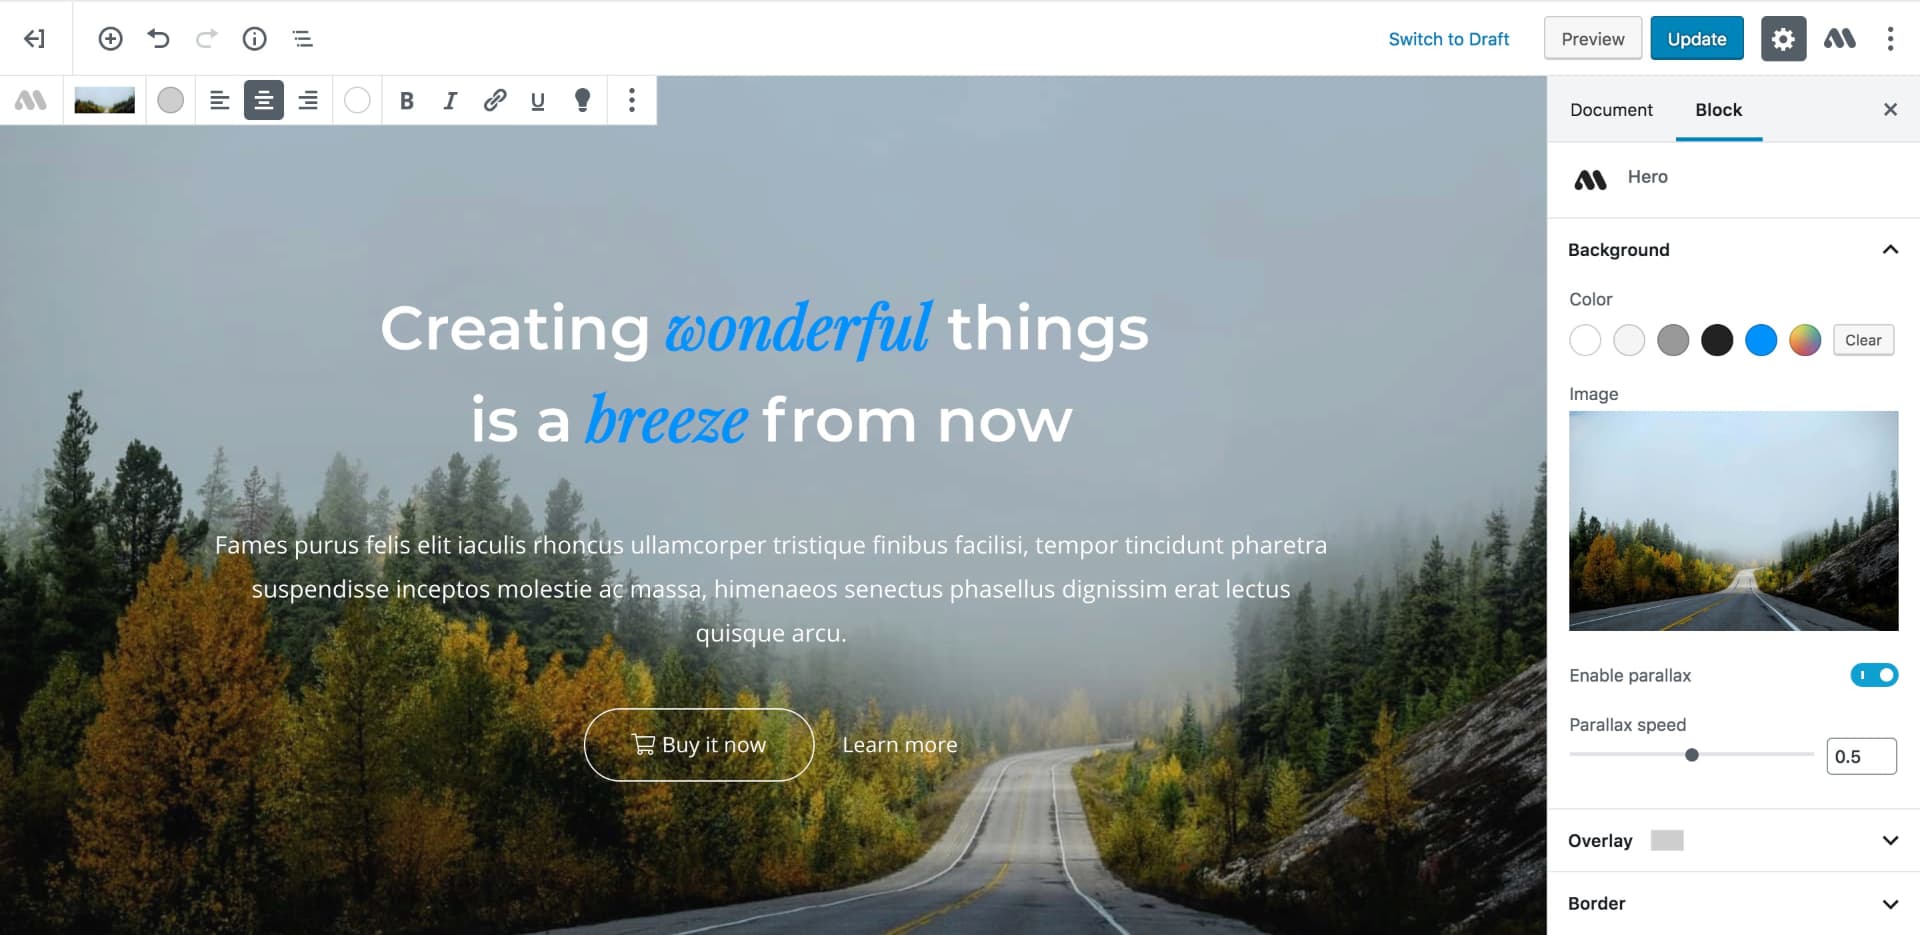 Switch to Draft
Preview
Update
B I U
Document
Block
Hero
Background
Color
Clear
Image
Enable parallax
Parallax speed
0.5
Overlay
Border
Creating wonderful things
is a breeze from now
Fames purus felis elit iaculis rhoncus ullamcorper tristique finibus facilisi, tempor tincidunt pharetra
suspendisse inceptos molestie ac massa, himenaeos senectus phasellus dignissim erat lectus
quisque arcu.
Buy it now
Learn more